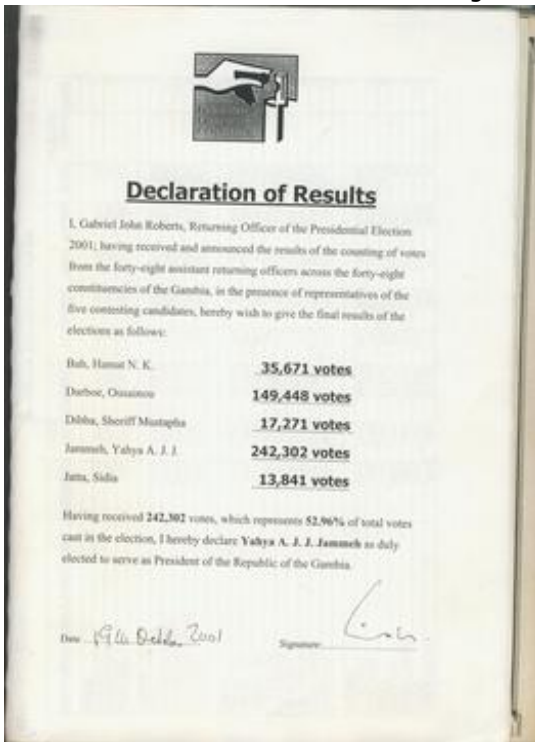 Declaration of Results
I, Gabriel John Roberts, Returning Officer of the Presidential Election
2001; having received and announced the results of the counting of votes
from the forty-eight assistant returning officers across the forty-eight
constituencies of the Gambia, in the presence of representatives of the
five contesting candidates, hereby wish to give the final results of the
elections as follows:
Bah, Hamat N. K. 35,671 votes
Darboe, Ousainou 149,448 votes
Dibba, Sheriff Mustapha 17,271 votes
Jammeh, Yahya A. J. J. 242,302 votes
Jatta, Sidia 13,841 votes
Having received 242,302 votes, which represents 52.96% of total votes
cast in the election, I hereby declare Yahya A. J. J. Jammeh as duly
elected to serve as President of the Republic of the Gambia.
Date 19th October 2001 Signature